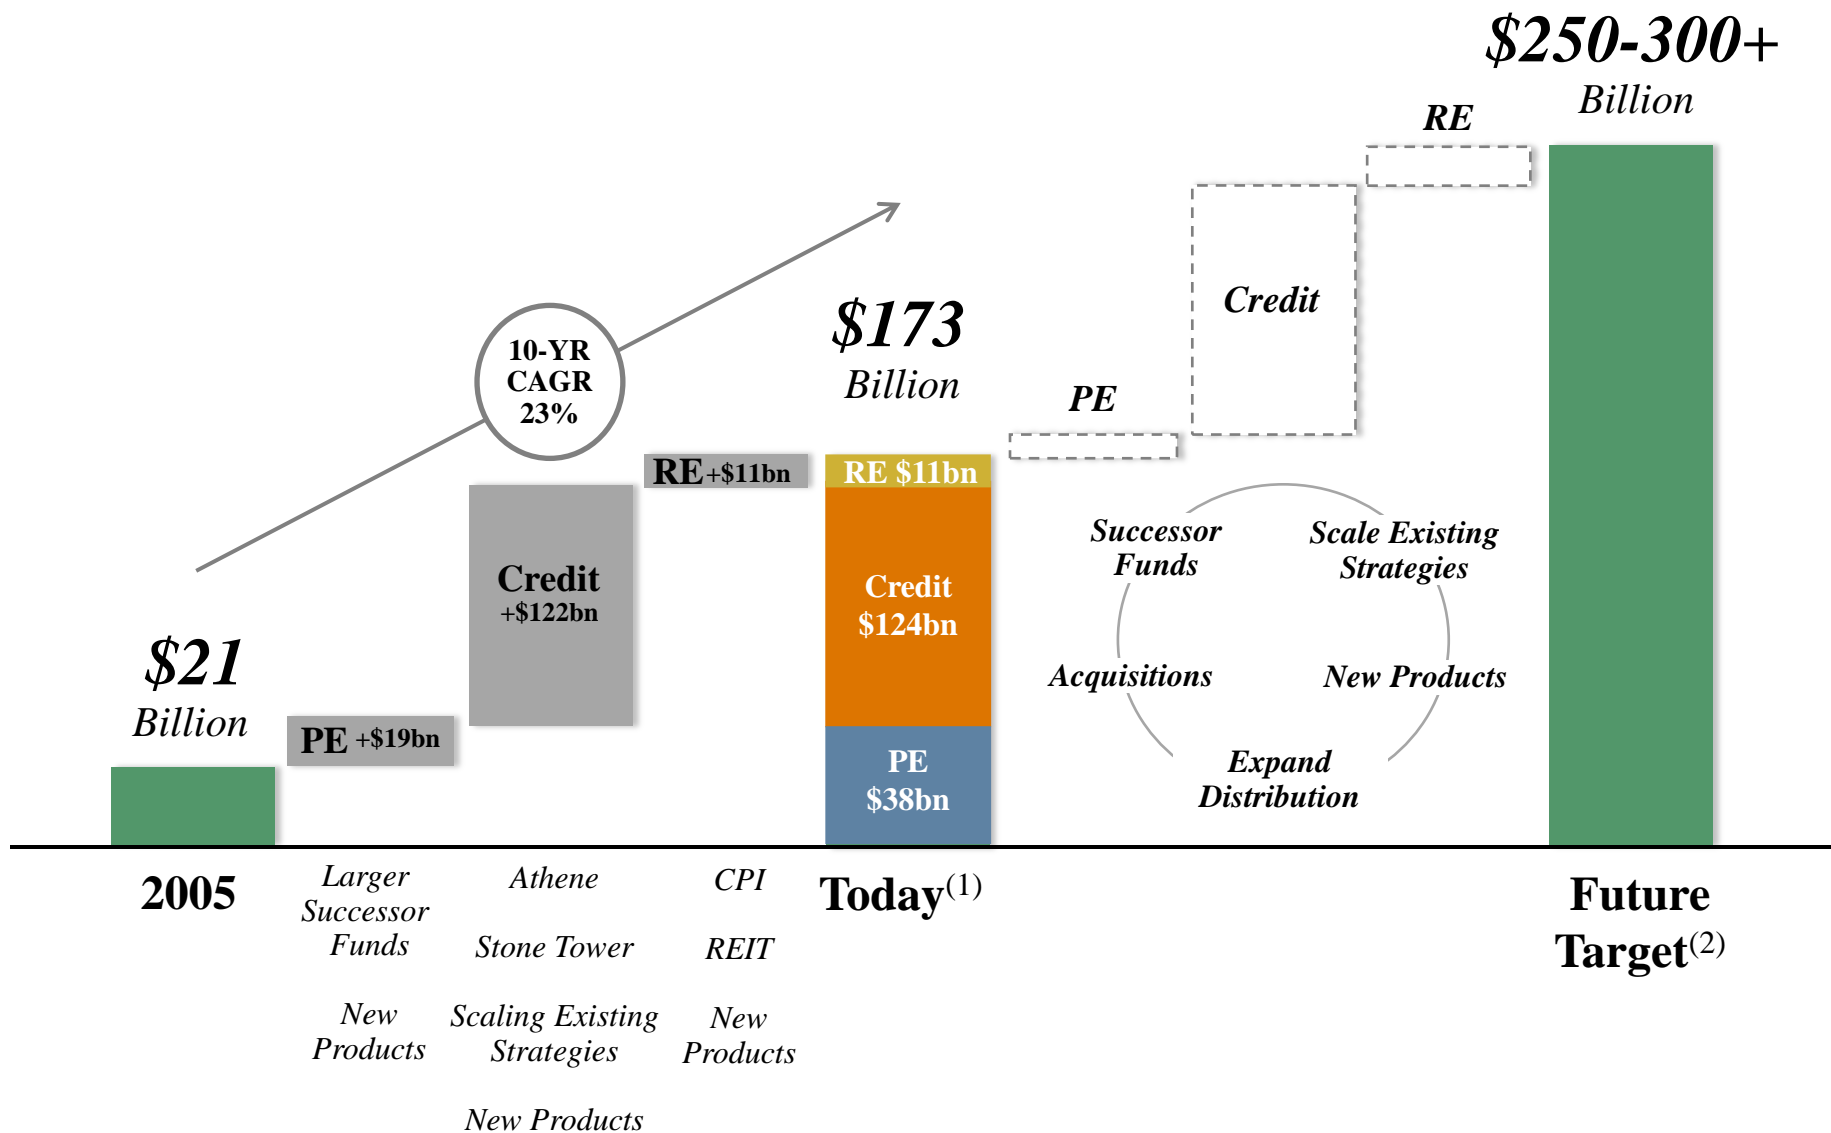 $250-300+
Billion
RE
Credit
PE
$173
Billion
10-YR
CAGR
23%
$21
Billion
PE +$19bn
Credit
+$122bn
RE +$11bn
RE $11bn
Credit
$124bn
PE
$38bn
Successor
Funds
Scale Existing
Strategies
Acquisitions
New Products
Expand
Distribution
2005
Larger
Successor
Funds
New
Products
Athene
Stone Tower
Scaling Existing
Strategies
New Products
CPI
REIT
New
Products
Today(1)
Future
Target(2)